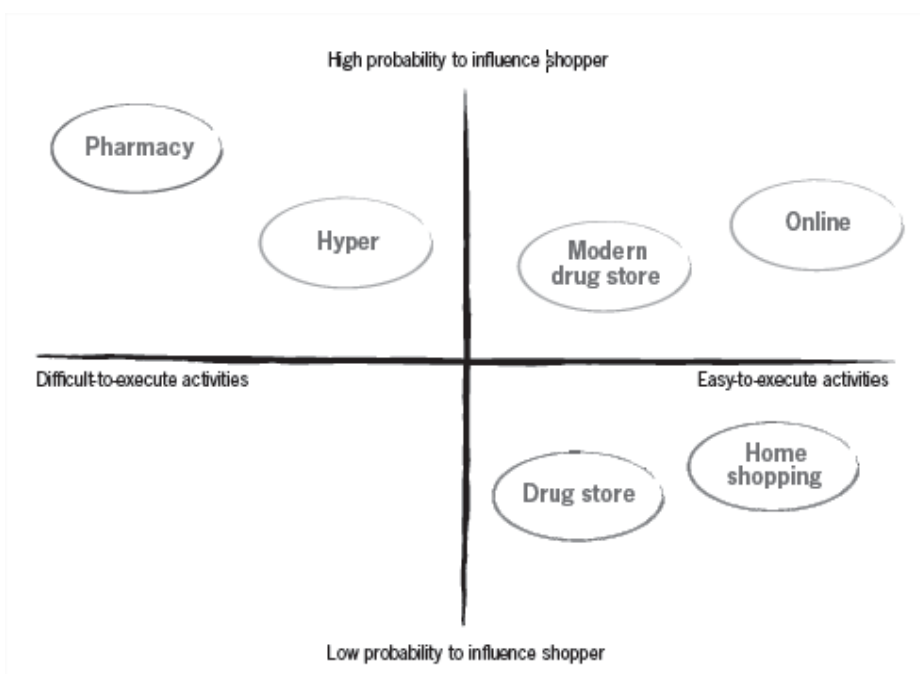 High probability to influence shopper
Pharmacy
Hyper
Modern
drug store
Online
Difficult-to-execute activities
Easy-to-execute activities
Drug store
Home
shopping
Low probability to influence shopper